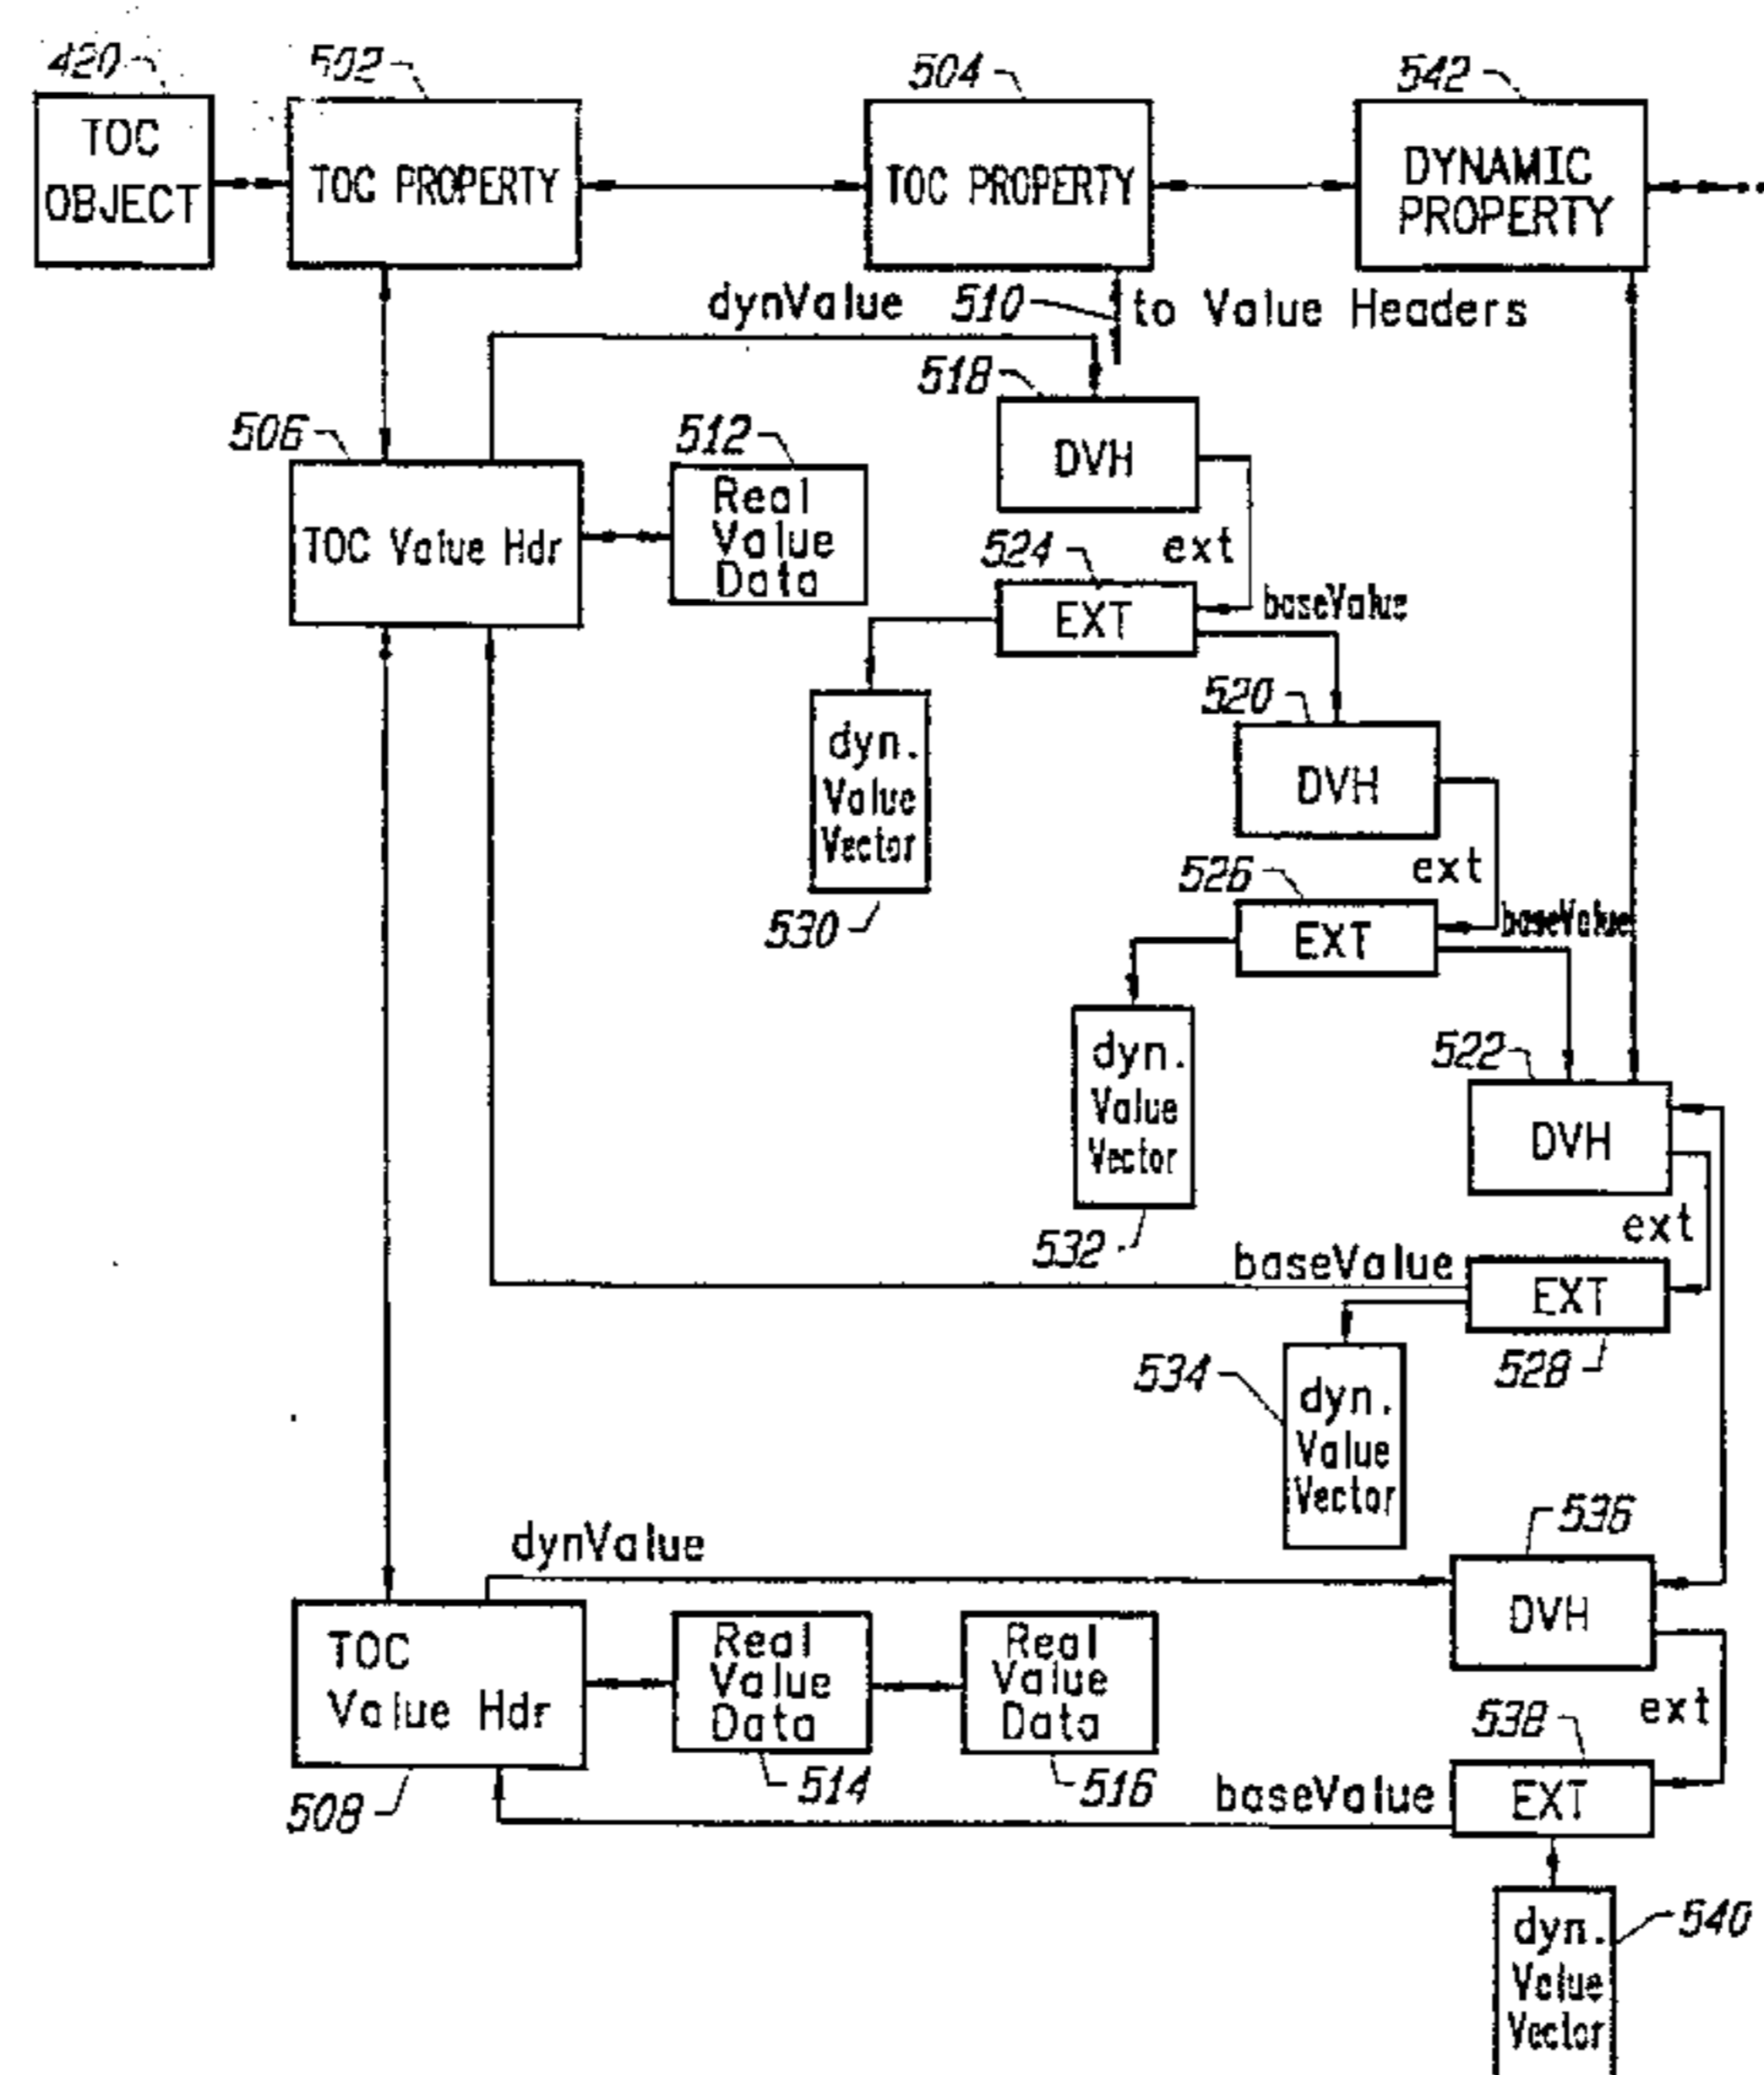 420
502
504
542
TOC
OBJECT
TOC PROPERTY
TOC PROPERTY
DYNAMIC
PROPERTY
dynValue
510
to Value Headers
518
506
512
DVH
TOC Value Hdr
Real
Value
Data
524
ext
EXT
baseValue
520
dyn.
Value
Vector
DVH
530
526
ext
EXT
baseValue
522
dyn.
Value
Vector
DVH
532
ext
baseValue
EXT
534
528
dyn.
Value
Vector
536
dynValue
DVH
TOC
Value Hdr
Real
Value
Data
Real
Value
Data
ext
538
508
514
516
baseValue
EXT
540
dyn.
Value
Vector